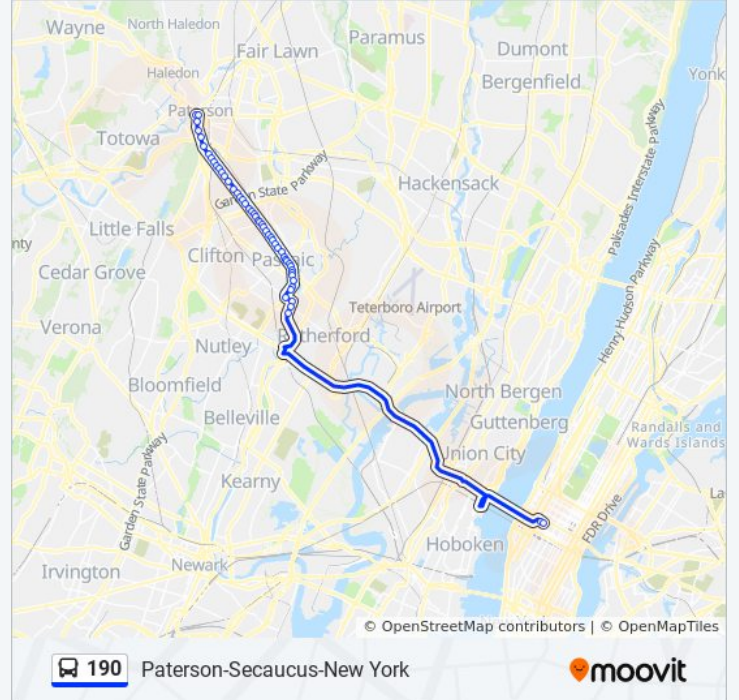 Wayne
North Haledon
Paramus
Dumont
Fair Lawn
Haledon
Bergenfield
Yonk
Paterson
Totowa
Palisades Interstate Parkway
Garden State Parkway
Hackensack
Little Falls
nty
Clifton
Passaic
Cedar Grove
Henry Hudson Parkway
Teterboro Airport
Verona
Rutherford
Nutley
Bloomfield
North Bergen
Belleville
Guttenberg
Randalls and
Wards Islands
Union City
Garden State Parkway
Kearny
La
FDR Drive
Hoboken
Newark
Irvington
© OpenStreetMap contributors | © OpenMapTiles
190 Paterson-Secaucus-New York
moovit